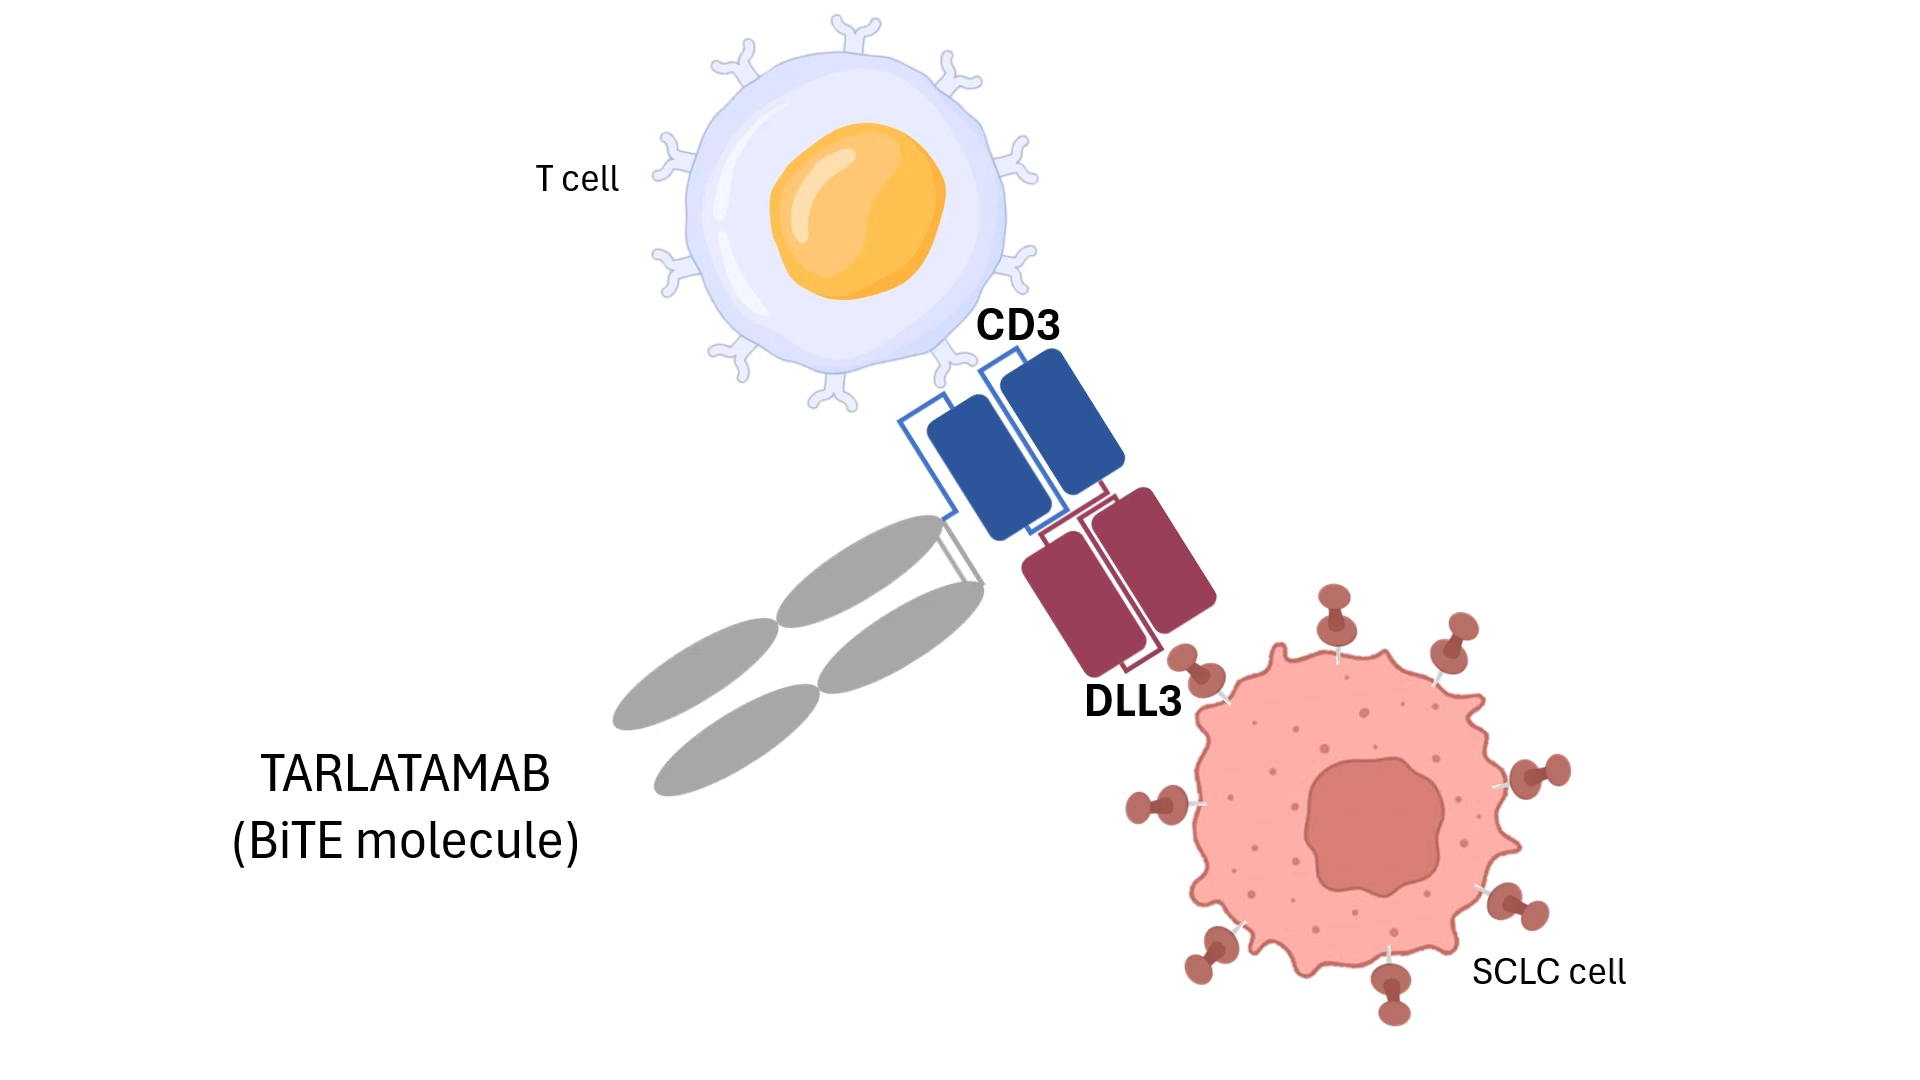 T cell
CD3
DLL3
TARLATAMAB
(BiTE molecule)
SCLC cell